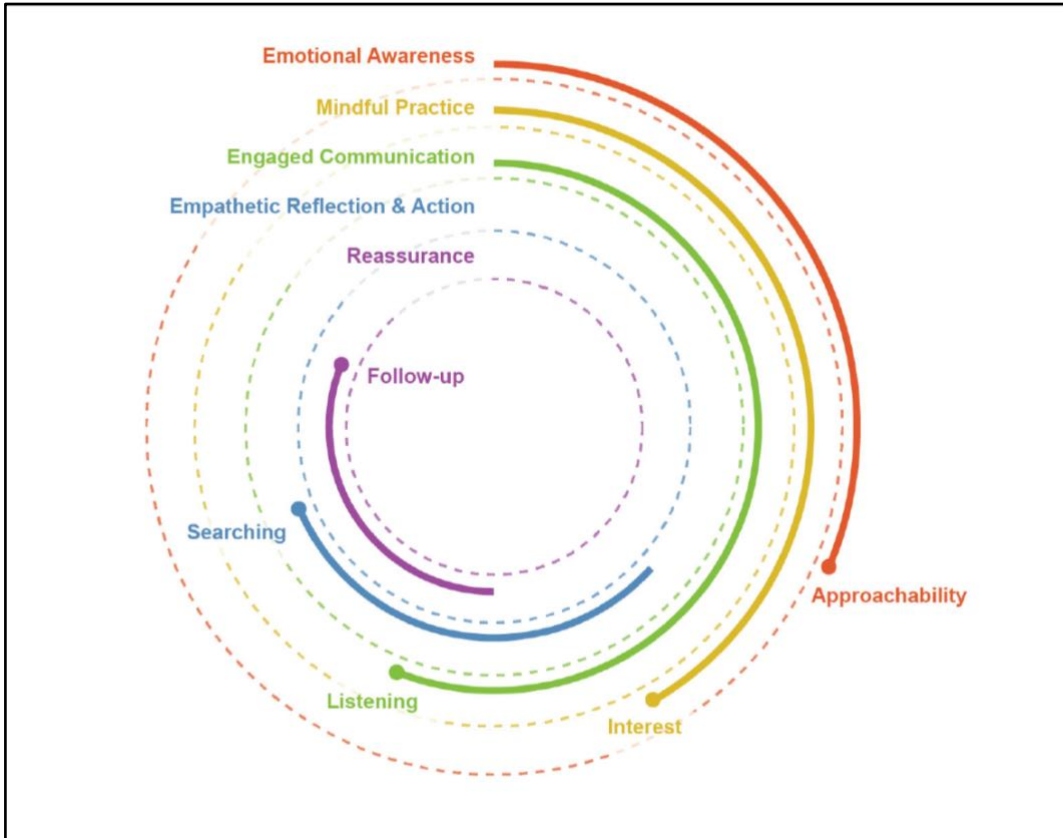 Emotional Awareness
Mindful Practice
Engaged Communication
Empathetic Reflection & Action
Reassurance
Follow-up
Searching
Approachability
Listening
Interest